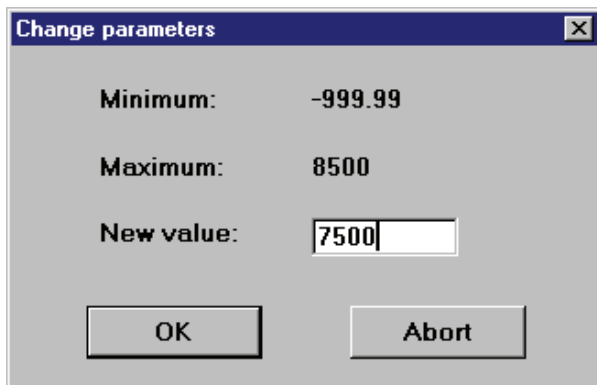 Change parameters
Minimum: -999.99
Maximum: 8500
New value: 7500
OK Abort